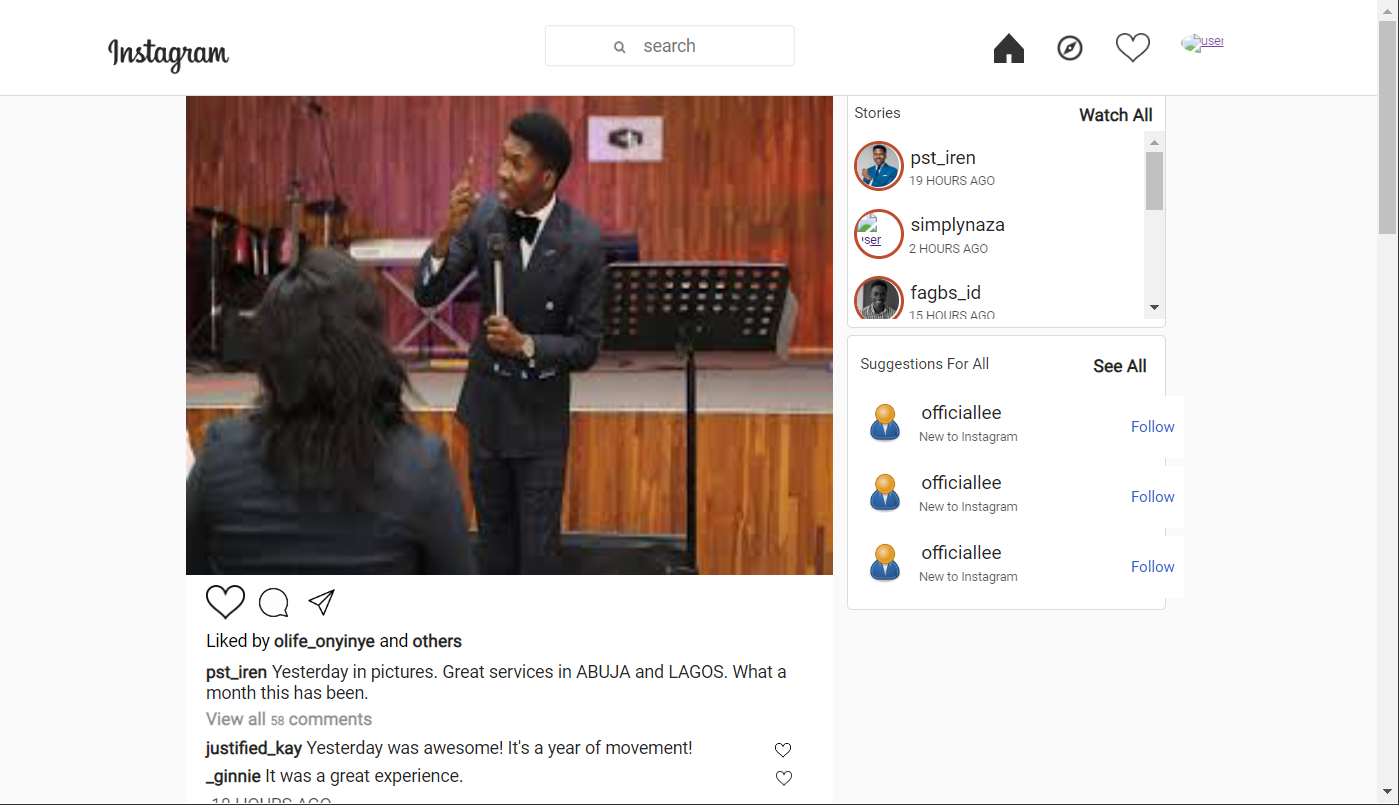 Instagram
search
user
Stories
Watch All
pst_iren
19 HOURS AGO
simplynaza
user
2 HOURS AGO
fagbs_id
15 HOURS AGO
Suggestions For All
See All
officiallee
New to Instagram
Follow
officiallee
New to Instagram
Follow
officiallee
New to Instagram
Follow
Liked by olife_onyinye and others
pst_iren Yesterday in pictures. Great services in ABUJA and LAGOS. What a
month this has been.
View all 58 comments
justified_kay Yesterday was awesome! It's a year of movement!
_ginnie It was a great experience.
18 HOURS AGO